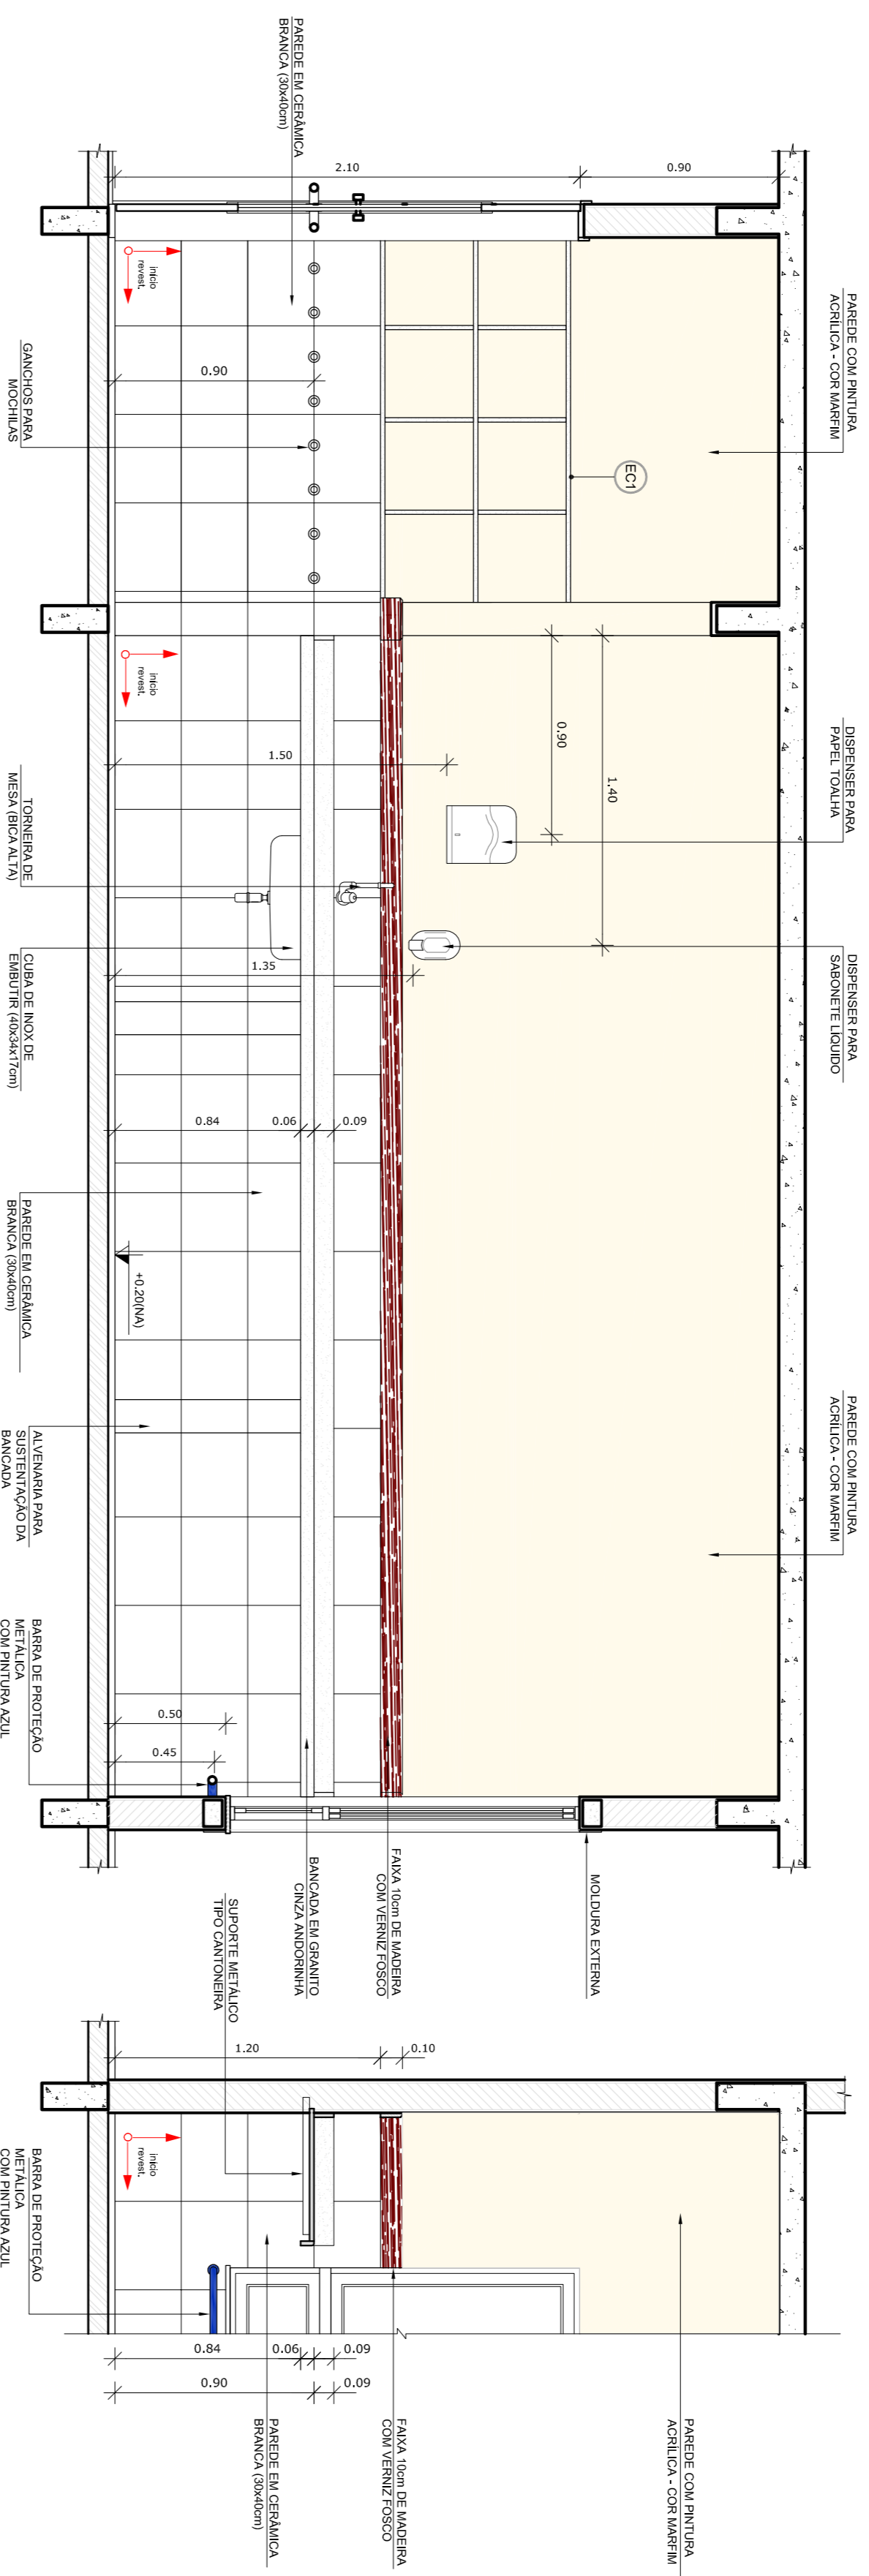 PAREDE COM PINTURA
ACRÍLICA - COR MARFIM
DISPENSER PARA
PAPEL TOALHA
DISPENSER PARA
SABONETE LÍQUIDO
PAREDE COM PINTURA
ACRÍLICA - COR MARFIM
PAREDE EM CERÂMICA
BRANCA (30x40cm)
0.90
2.10
EC1
0.90
1.40
0.90
1.50
1.35
0.84
0.06
0.09
+0.20(NA)
0.50
0.45
início
revest.
início
revest.
GANCHOS PARA
MOCHILAS
TORNEIRA DE
MESA (BICA ALTA)
CUBA DE INOX DE
EMBUTIR (40x34x17cm)
PAREDE EM CERÂMICA
BRANCA (30x40cm)
ALVENARIA PARA
SUSTENTAÇÃO DA
BANCADA
BARRA DE PROTEÇÃO
METÁLICA
COM PINTURA AZUL
MOLDURA EXTERNA
FAIXA 10cm DE MADEIRA
COM VERNIZ FOSCO
BANCADA EM GRANITO
CINZA ANDORINHA
SUPORTE METÁLICO
TIPO CANTONEIRA
0.10
1.20
início
revest.
0.09
0.06
0.84
0.09
0.90
PAREDE COM PINTURA
ACRÍLICA - COR MARFIM
FAIXA 10cm DE MADEIRA
COM VERNIZ FOSCO
PAREDE EM CERÂMICA
BRANCA (30x40cm)
BARRA DE PROTEÇÃO
METÁLICA
COM PINTURA AZUL